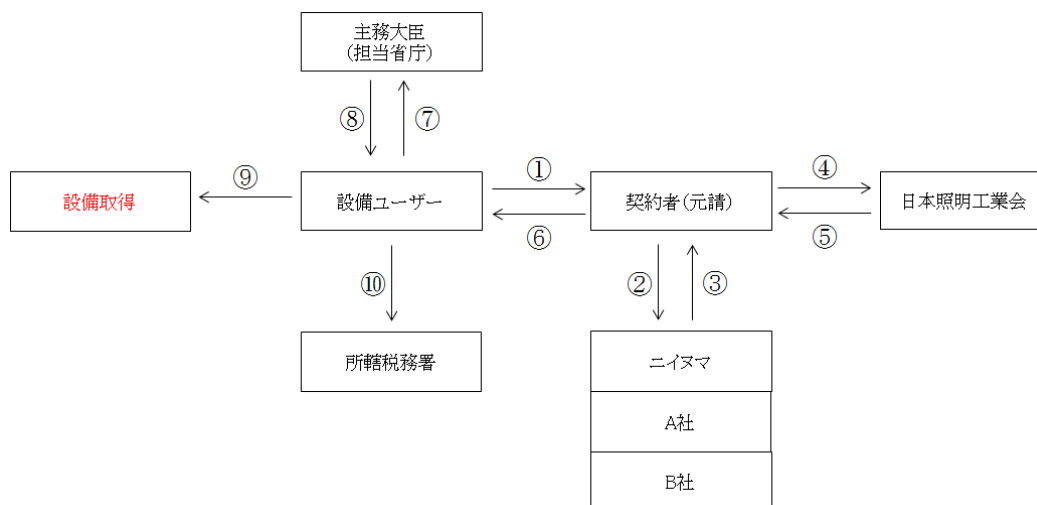 主務大臣
(担当省庁)
⑧
⑦
⑨
①
④
設備取得
設備ユーザー
契約者(元請)
日本照明工業会
⑥
⑤
⑩
②
③
所轄税務署
ニイヌマ
A社
B社